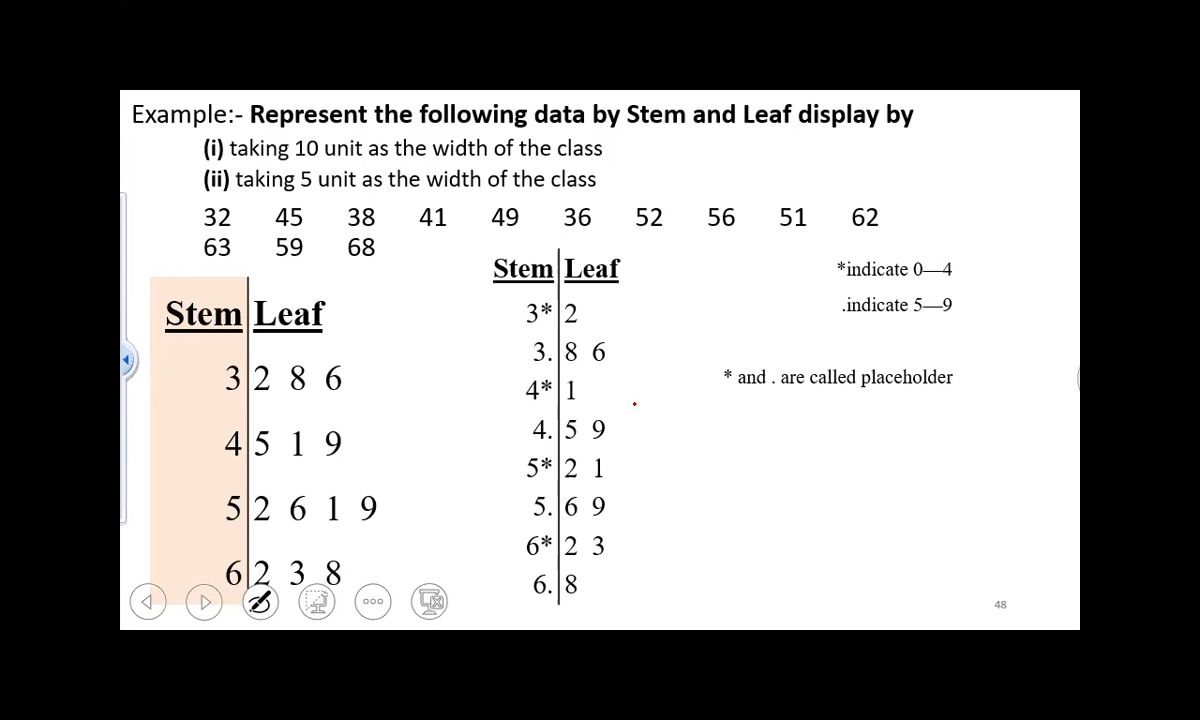 Example:- Represent the following data by Stem and Leaf display by
(i) taking 10 unit as the width of the class
(ii) taking 5 unit as the width of the class
32 45 38 41 49 36 52 56 51 62
63 59 68
Stem Leaf
3 2 8 6
4 5 1 9
5 2 6 1 9
6 2 3 8
Stem Leaf
3* 2
3. 8 6
4* 1
4. 5 9
5* 2 1
5. 6 9
6* 2 3
6. 8
*indicate 0—4
.indicate 5—9
* and . are called placeholder
48